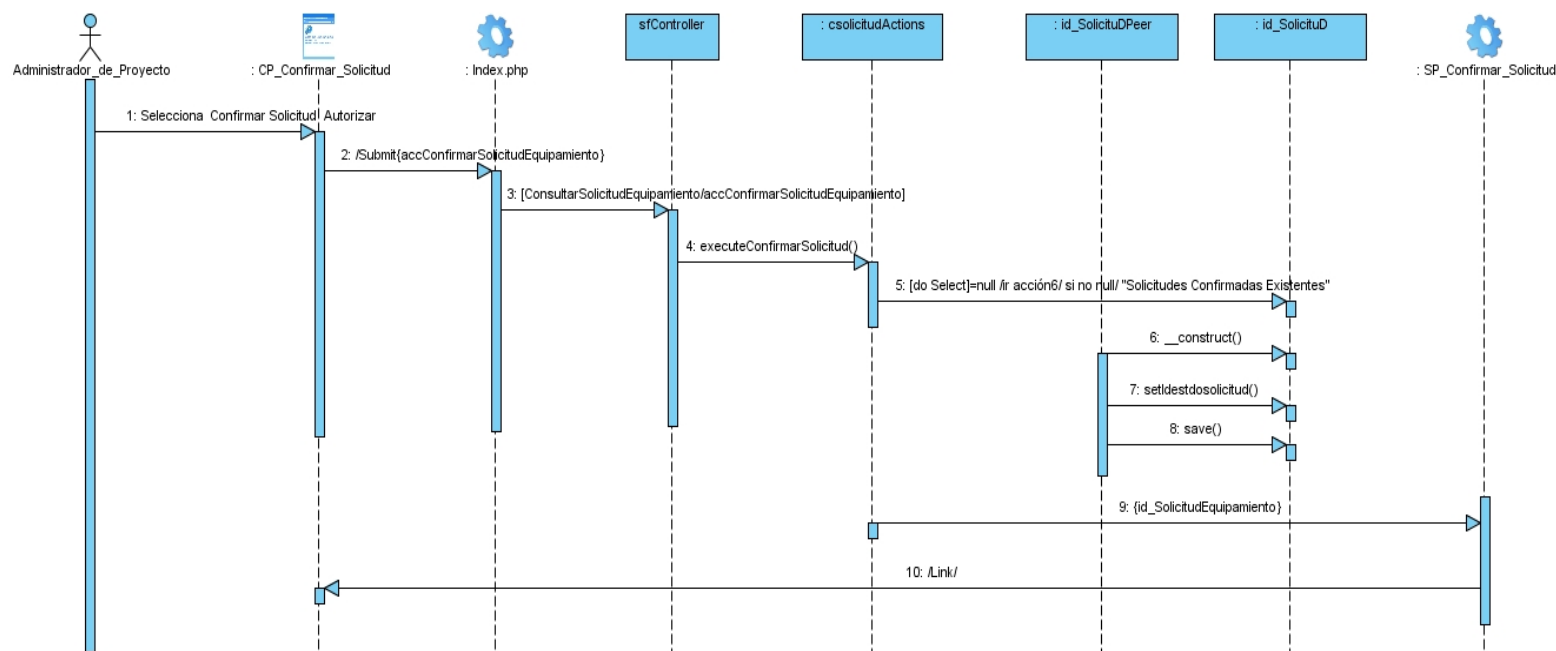 Administrador_de_Proyecto
: CP_Confirmar_Solicitud
: Index.php
sfController
: csolicitudActions
: id_SolicituDPeer
: id_SolicituD
: SP_Confirmar_Solicitud
1: Selecciona Confirmar Solicitud Autorizar
2: /Submit{accConfirmarSolicitudEquipamiento}
3: [ConsultarSolicitudEquipamiento/accConfirmarSolicitudEquipamiento]
4: executeConfirmarSolicitud()
5: [do Select]=null /ir acción6/ si no null/ "Solicitudes Confirmadas Existentes"
6: __construct()
7: setIdestdosolicitud()
8: save()
9: {id_SolicitudEquipamiento}
10: /Link/